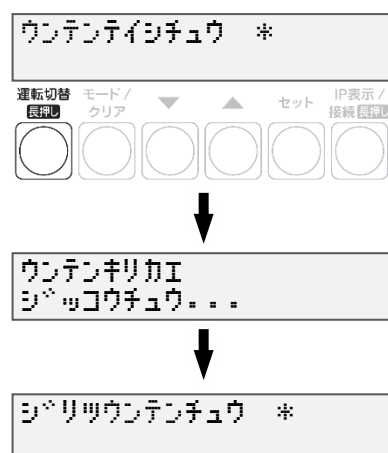 ウンテンテイシチュウ *
運転切替
長押し
モード/
クリア
▼
▲
セット
IP表示/
接続 長押し
ウンテンキリカエ
ジッコウチュウ...
ジリツウンテンチュウ *